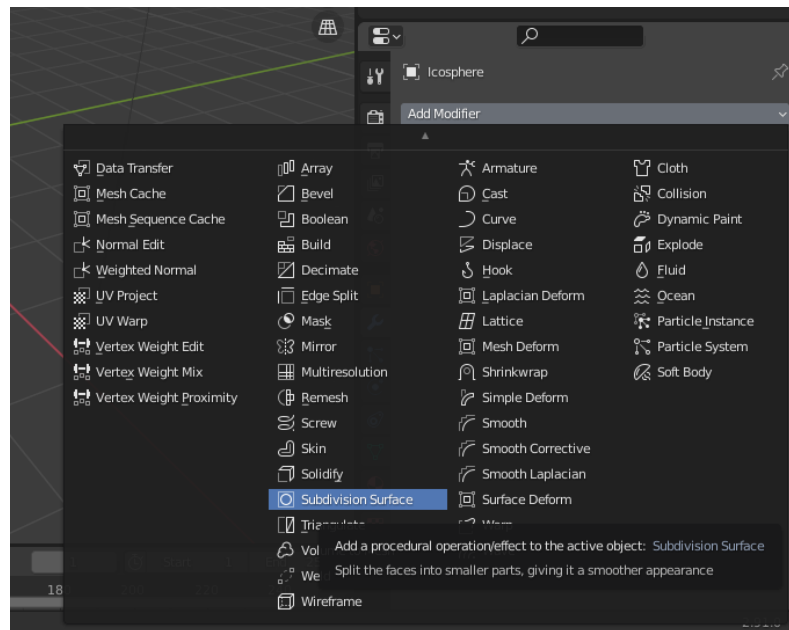 Icosphere
Add Modifier
Data Transfer
Mesh Cache
Mesh Sequence Cache
Normal Edit
Weighted Normal
UV Project
UV Warp
Vertex Weight Edit
Vertex Weight Mix
Vertex Weight Proximity
Array
Bevel
Boolean
Build
Decimate
Edge Split
Mask
Mirror
Multiresolution
Remesh
Screw
Skin
Solidify
Subdivision Surface
Wireframe
Armature
Cast
Curve
Displace
Hook
Laplacian Deform
Lattice
Mesh Deform
Shrinkwrap
Simple Deform
Smooth
Smooth Corrective
Smooth Laplacian
Surface Deform
Cloth
Collision
Dynamic Paint
Explode
Fluid
Ocean
Particle Instance
Particle System
Soft Body
Add a procedural operation/effect to the active object: Subdivision Surface
Split the faces into smaller parts, giving it a smoother appearance
18